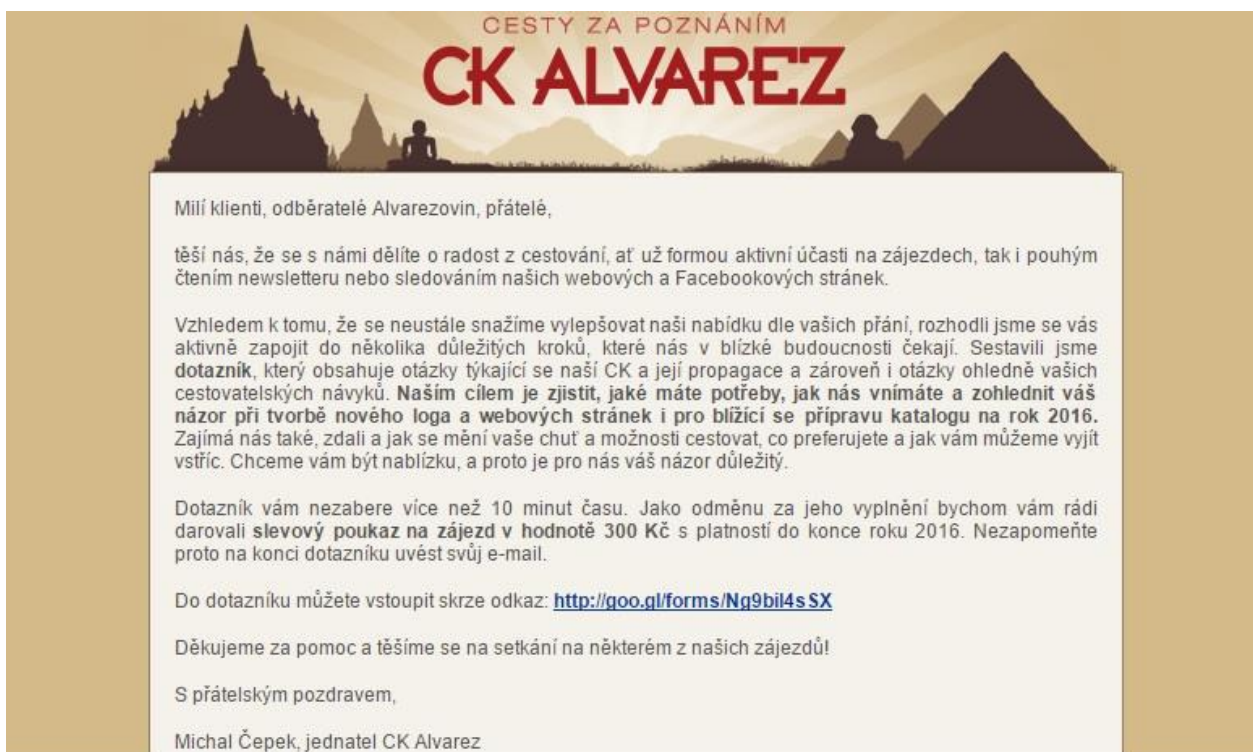 CESTY ZA POZNÁNÍM
CK ALVAREZ
Milí klienti, odběratelé Alvarezovin, přátelé,
těší nás, že se s námi dělíte o radost z cestování, ať už formou aktivní účasti na zájezdech, tak i pouhým
čtením newsletteru nebo sledováním našich webových a Facebookových stránek.
Vzhledem k tomu, že se neustále snažíme vylepšovat naši nabídku dle vašich přání, rozhodli jsme se vás
aktivně zapojit do několika důležitých kroků, které nás v blízké budoucnosti čekají. Sestavili jsme
dotazník, který obsahuje otázky týkající se naší CK a její propagace a zároveň i otázky ohledně vašich
cestovatelských návyků. Naším cílem je zjistit, jaké máte potřeby, jak nás vnímáte a zohlednit váš
názor při tvorbě nového loga a webových stránek i pro blížící se přípravu katalogu na rok 2016.
Zajímá nás také, zdali a jak se mění vaše chuť a možnosti cestovat, co preferujete a jak vám můžeme vyjít
vstříc. Chceme vám být nablízku, a proto je pro nás váš názor důležitý.
Dotazník vám nezabere více než 10 minut času. Jako odměnu za jeho vyplnění bychom vám rádi
darovali slevový poukaz na zájezd v hodnotě 300 Kč s platností do konce roku 2016. Nezapomeňte
proto na konci dotazníku uvést svůj e-mail.
Do dotazníku můžete vstoupit skrze odkaz: http://goo.gl/forms/Ng9bil4sSX
Děkujeme za pomoc a těšíme se na setkání na některém z našich zájezdů!
S přátelským pozdravem,
Michal Čepek, jednatel CK Alvarez